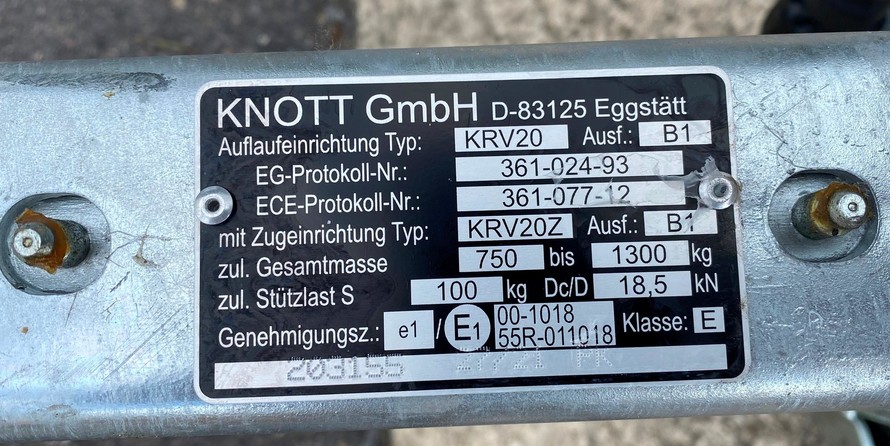 KNOTT GmbH D-83125 Eggstätt
Auflaufeinrichtung Typ: KRV20 Ausf.: B1
EG-Protokoll-Nr.: 361-024-93
ECE-Protokoll-Nr.: 361-077-12
mit Zugeinrichtung Typ: KRV20Z Ausf.: B1
zul. Gesamtmasse 750 bis 1300 kg
zul. Stützlast S 100 kg Dc/D 18,5 kN
Genehmigungsz.: e1 / E1 00-1018 55R-011018 Klasse: E
203155